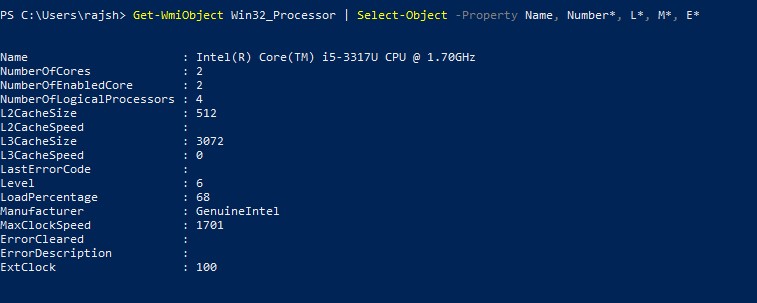 PS C:\Users\rajsh> Get-WmiObject Win32_Processor | Select-Object -Property Name, Number*, L*, M*, E*
Name                      : Intel(R) Core(TM) i5-3317U CPU @ 1.70GHz
NumberOfCores             : 2
NumberOfEnabledCore       : 2
NumberOfLogicalProcessors : 4
L2CacheSize               : 512
L2CacheSpeed              :
L3CacheSize               : 3072
L3CacheSpeed              : 0
LastErrorCode             :
Level                     : 6
LoadPercentage            : 68
Manufacturer              : GenuineIntel
MaxClockSpeed             : 1701
ErrorCleared              :
ErrorDescription          :
ExtClock                  : 100